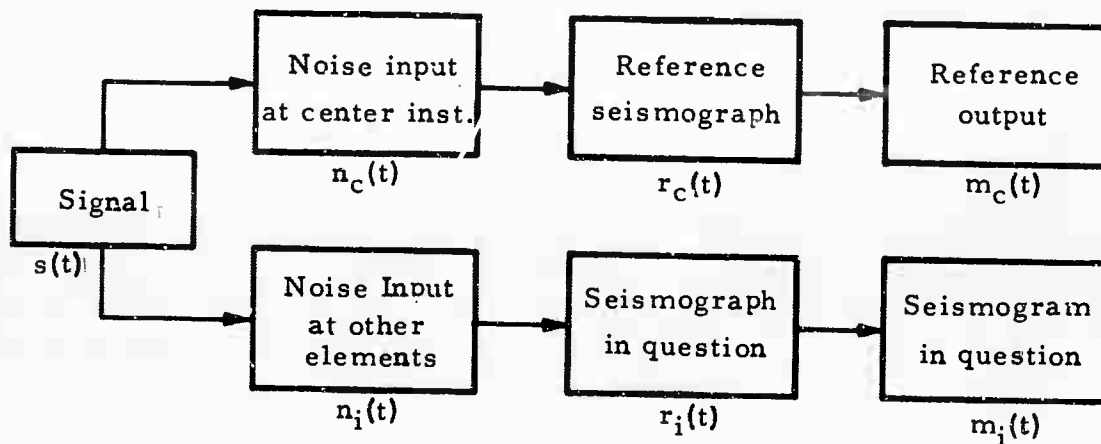 Noise input
at center inst.
n_c(t)
Reference
seismograph
r_c(t)
Reference
output
m_c(t)
Signal
s(t)
Noise Input
at other
elements
n_i(t)
Seismograph
in question
r_i(t)
Seismogram
in question
m_i(t)